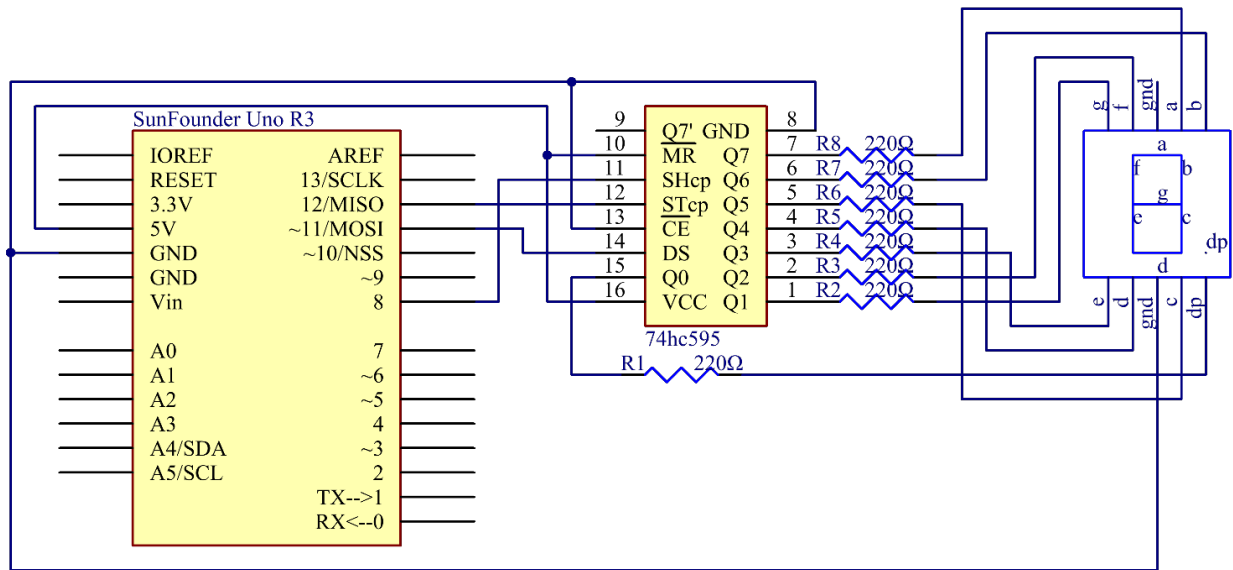 g f gnd a b
SunFounder Uno R3
IOREF AREF
RESET 13/SCLK
3.3V 12/MISO
5V ~11/MOSI
GND ~10/NSS
GND ~9
Vin 8
A0 7
A1 ~6
A2 ~5
A3 4
A4/SDA ~3
A5/SCL 2
TX-->1
RX<--0
9 Q7' GND 8
10 MR Q7 7 R8 220Ω
11 SHcp Q6 6 R7 220Ω
12 STcp Q5 5 R6 220Ω
13 CE Q4 4 R5 220Ω
14 DS Q3 3 R4 220Ω
15 Q0 Q2 2 R3 220Ω
16 VCC Q1 1 R2 220Ω
74hc595
R1 220Ω
a
f b
g
e c
dp
d
e d gnd c dp